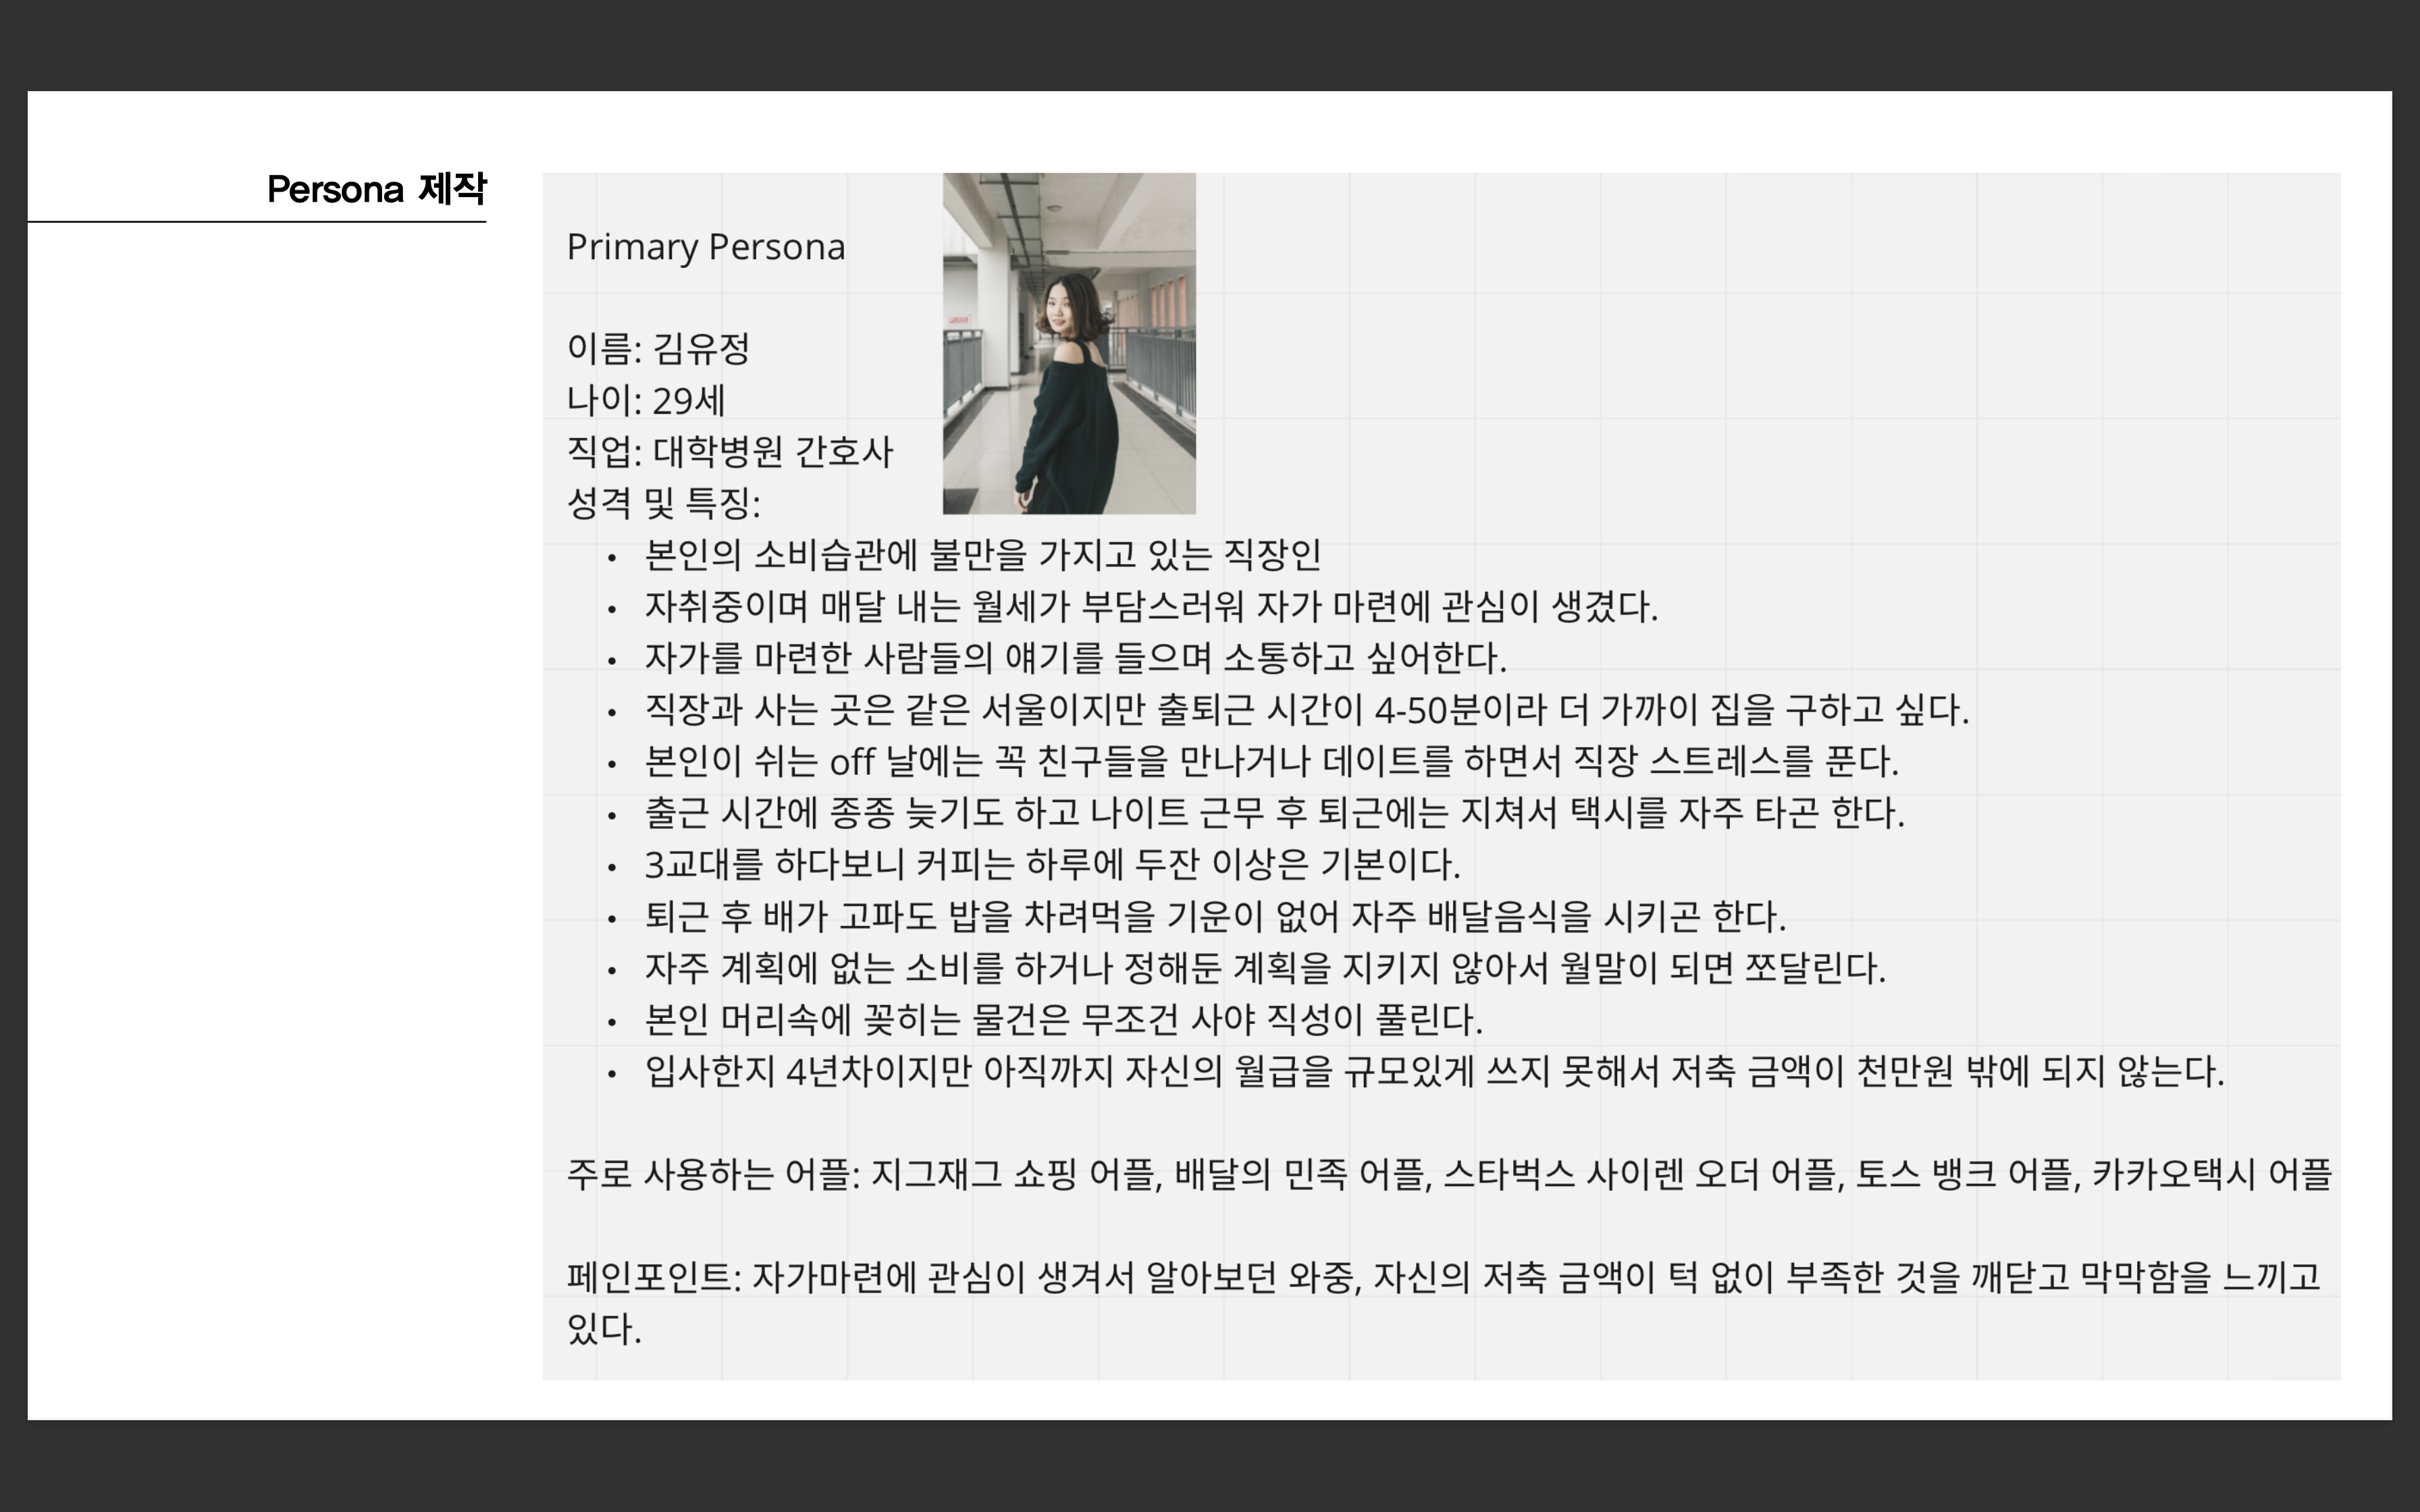 Persona 제작
Primary Persona
이름: 김유정
나이: 29세
직업: 대학병원 간호사
성격 및 특징:
• 본인의 소비습관에 불만을 가지고 있는 직장인
• 자취중이며 매달 내는 월세가 부담스러워 자가 마련에 관심이 생겼다.
• 자가를 마련한 사람들의 얘기를 들으며 소통하고 싶어한다.
• 직장과 사는 곳은 같은 서울이지만 출퇴근 시간이 4-50분이라 더 가까이 집을 구하고 싶다.
• 본인이 쉬는 off 날에는 꼭 친구들을 만나거나 데이트를 하면서 직장 스트레스를 푼다.
• 출근 시간에 종종 늦기도 하고 나이트 근무 후 퇴근에는 지쳐서 택시를 자주 타곤 한다.
• 3교대를 하다보니 커피는 하루에 두잔 이상은 기본이다.
• 퇴근 후 배가 고파도 밥을 차려먹을 기운이 없어 자주 배달음식을 시키곤 한다.
• 자주 계획에 없는 소비를 하거나 정해둔 계획을 지키지 않아서 월말이 되면 쪼달린다.
• 본인 머리속에 꽂히는 물건은 무조건 사야 직성이 풀린다.
• 입사한지 4년차이지만 아직까지 자신의 월급을 규모있게 쓰지 못해서 저축 금액이 천만원 밖에 되지 않는다.
주로 사용하는 어플: 지그재그 쇼핑 어플, 배달의 민족 어플, 스타벅스 사이렌 오더 어플, 토스 뱅크 어플, 카카오택시 어플
페인포인트: 자가마련에 관심이 생겨서 알아보던 와중, 자신의 저축 금액이 턱 없이 부족한 것을 깨닫고 막막함을 느끼고
있다.